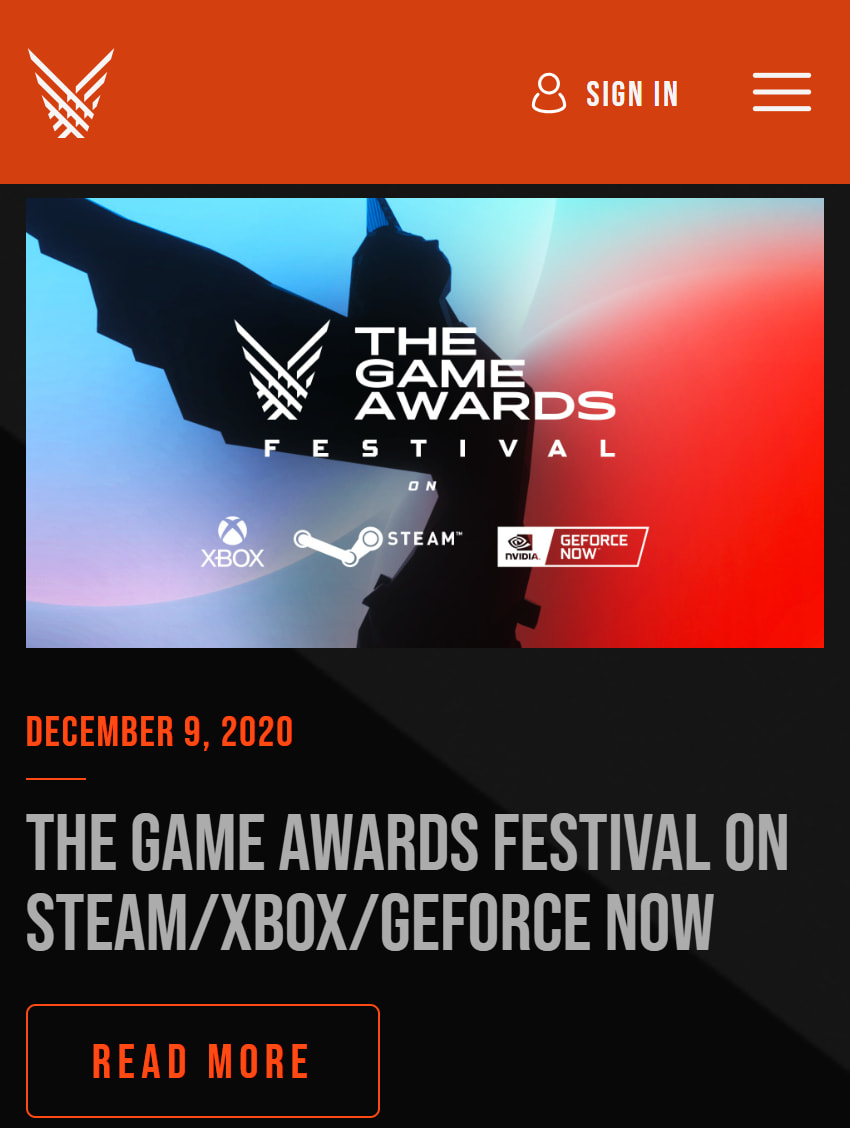 SIGN IN
THE
GAME
AWARDS
FESTIVAL
ON
XBOX STEAM™ NVIDIA. GEFORCE
NOW
DECEMBER 9, 2020
THE GAME AWARDS FESTIVAL ON
STEAM/XBOX/GEFORCE NOW
READ MORE